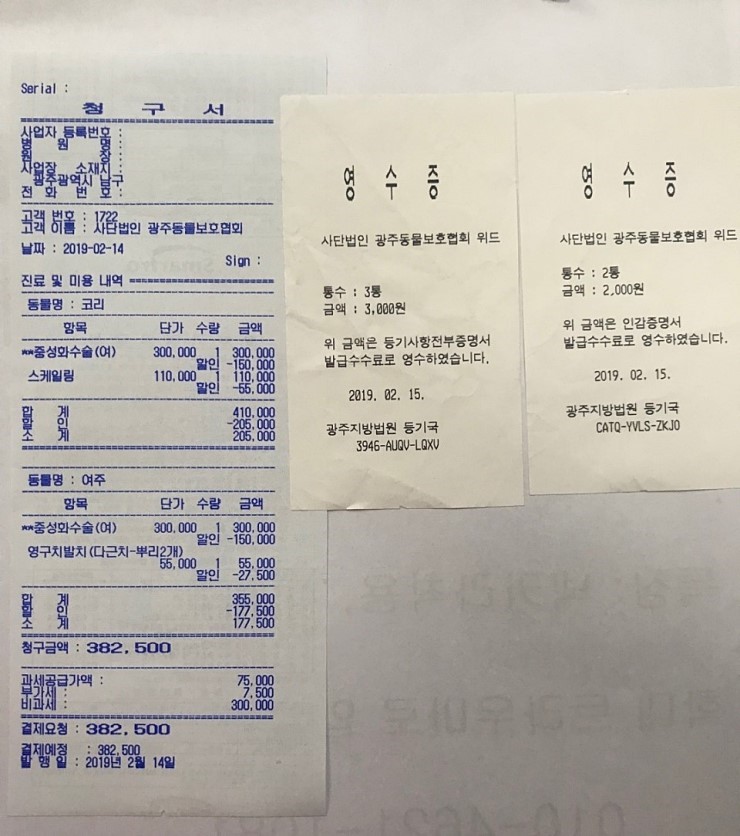 Serial :
청 구 서
사업자 등록번호 :
병 원 명 :
원 장 :
사업장 소재지 :
광주광역시 남구
전 화 번 호 :
고객 번호 : 1722
고객 이름 : 사단법인 광주동물보호협회
날짜 : 2019-02-14
Sign :
진료 및 미용 내역
동물명 : 코리
항목 단가 수량 금액
**중성화수술(여) 300,000 1 300,000
할인 -150,000
스케일링 110,000 1 110,000
할인 -55,000
합 계 410,000
할 인 -205,000
소 계 205,000
동물명 : 여주
항목 단가 수량 금액
**중성화수술(여) 300,000 1 300,000
할인 -150,000
영구치발치(다근치-뿌리2개)
55,000 1 55,000
할인 -27,500
합 계 355,000
할 인 -177,500
소 계 177,500
청구금액 : 382,500
과세공급가액 : 75,000
부가세 : 7,500
비과세 : 300,000
결제요청 : 382,500
결제예정 : 382,500
발 행 일 : 2019년 2월 14일
영 수 증
사단법인 광주동물보호협회 위드
통수 : 3통
금액 : 3,000원
위 금액은 등기사항전부증명서
발급수수료로 영수하였습니다.
2019. 02. 15.
광주지방법원 등기국
3946-AUQV-LQXV
영 수 증
사단법인 광주동물보호협회 위드
통수 : 2통
금액 : 2,000원
위 금액은 인감증명서
발급수수료로 영수하였습니다.
2019. 02. 15.
광주지방법원 등기국
CATQ-YVLS-ZKJO